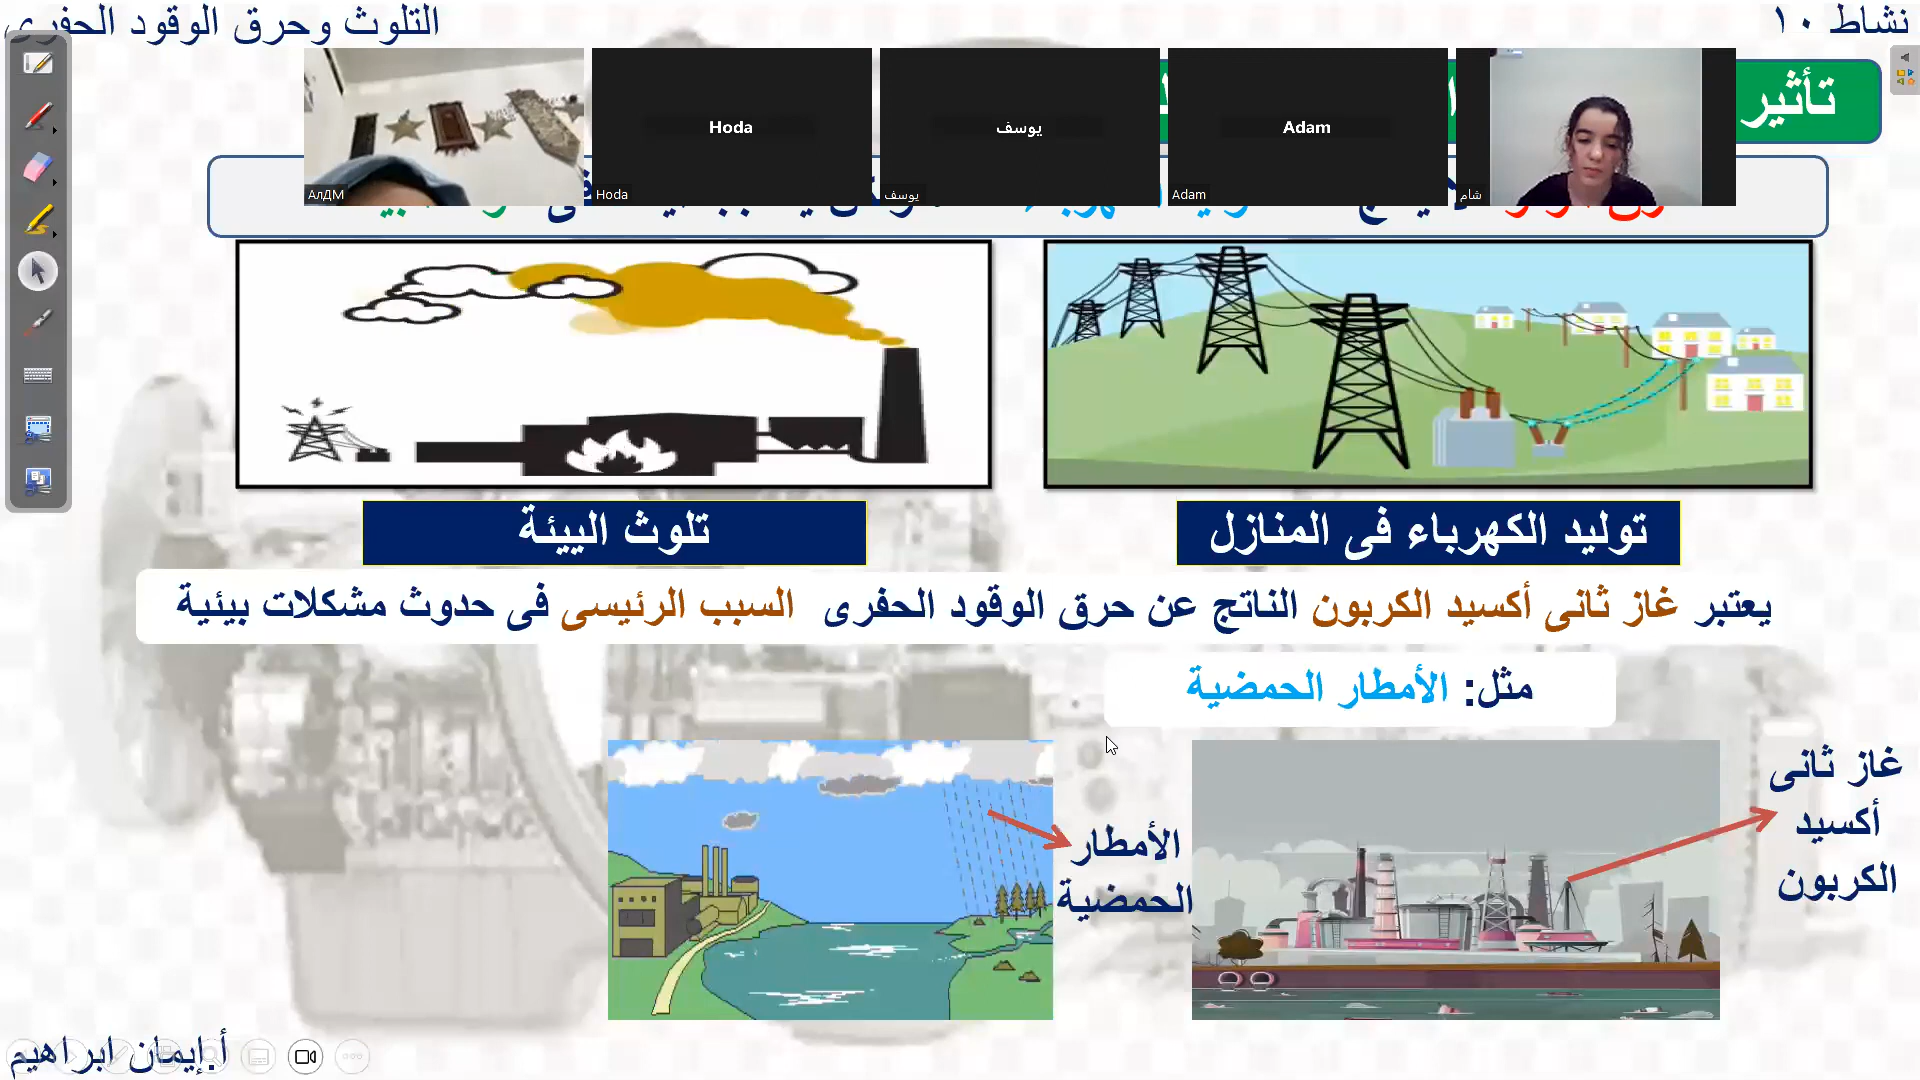 نشاط ١٠
التلوث وحرق الوقود الحفرى
تأثير
АлДМ
Hoda
Hoda
يوسف
يوسف
Adam
Adam
شام
توليد الكهرباء فى المنازل
تلوث البيئة
يعتبر غاز ثانى أكسيد الكربون الناتج عن حرق الوقود الحفرى السبب الرئيسى فى حدوث مشكلات بيئية
مثل: الأمطار الحمضية
غاز ثانى
أكسيد
الكربون
الأمطار
الحمضية
أ.إيمان ابراهيم